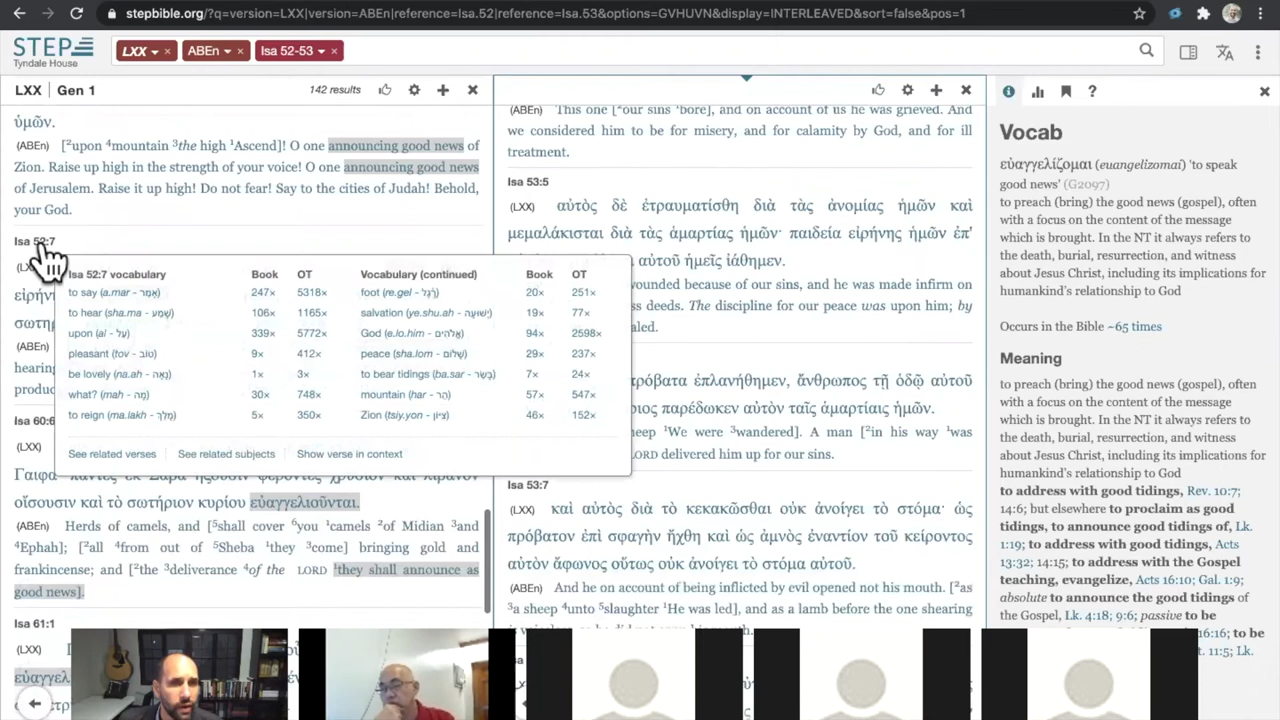 stepbible.org/?q=version=LXX|version=ABEn|reference=Isa.52|reference=Isa.53&options=GVHUVN&display=INTERLEAVED&sort=false&pos=1
STEP
Tyndale House
LXX × ABEn × Isa 52-53 ×
LXX | Gen 1 142 results
ὑμῶν.
(ABEn) [²upon ⁴mountain ³the high ¹Ascend]! O one announcing good news of
Zion. Raise up high in the strength of your voice! O one announcing good news
of Jerusalem. Raise it up high! Do not fear! Say to the cities of Judah! Behold,
your God.
Isa 52:7
Isa 52:7 vocabulary Book OT Vocabulary (continued) Book OT
to say (a.mar - אָמַר) 247× 5318× foot (re.gel - רֶ֫גֶל) 20× 251×
to hear (sha.ma - שָׁמַע) 106× 1165× salvation (ye.shu.ah - יְשׁוּעָה) 19× 77×
upon (al - עַל) 339× 5772× God (e.lo.him - אֱלֹהִים) 94× 2598×
pleasant (tov - טוֹב) 9× 412× peace (sha.lom - שָׁלוֹם) 29× 237×
be lovely (na.ah - נָאָה) 1× 3× to bear tidings (ba.sar - בָּשַׂר) 7× 24×
what? (mah - מָה) 30× 748× mountain (har - הַר) 57× 547×
to reign (ma.lakh - מָלַךְ) 5× 350× Zion (tsiy.yon - צִיּוֹן) 46× 152×
See related verses See related subjects Show verse in context
εἰρήν
σωτηρ
(ABEn)
hearing
produc
Isa 60:6
(LXX)
οἴσουσιν καὶ τὸ σωτήριον κυρίου εὐαγγελιοῦνται.
(ABEn) Herds of camels, and [⁵shall cover ⁶you ¹camels ²of Midian ³and
⁴Ephah]; [²all ⁴from out of ⁵Sheba ¹they ³come] bringing gold and
frankincense; and [²the ³deliverance ⁴of the LORD ¹they shall announce as
good news].
Isa 61:1
(LXX)
(ABEn) This one [²our sins ¹bore], and on account of us he was grieved. And
we considered him to be for misery, and for calamity by God, and for ill
treatment.
Isa 53:5
(LXX) αὐτὸς δὲ ἐτραυματίσθη διὰ τὰς ἀνομίας ἡμῶν καὶ
μεμαλάκισται διὰ τὰς ἁμαρτίας ἡμῶν· παιδεία εἰρήνης ἡμῶν ἐπ'
αὐτοῦ ἡμεῖς ἰάθημεν.
ounded because of our sins, and he was made infirm on
s deeds. The discipline for our peace was upon him; by
aled.
ρόβατα ἐπλανήθημεν, ἄνθρωπος τῇ ὁδῷ αὐτοῦ
ριος παρέδωκεν αὐτὸν ταῖς ἁμαρτίαις ἡμῶν.
heep ¹We were ³wandered]. A man [²in his way ¹was
LORD delivered him up for our sins.
Isa 53:7
(LXX) καὶ αὐτὸς διὰ τὸ κεκακῶσθαι οὐκ ἀνοίγει τὸ στόμα· ὡς
πρόβατον ἐπὶ σφαγὴν ἤχθη καὶ ὡς ἀμνὸς ἐναντίον τοῦ κείροντος
αὐτὸν ἄφωνος οὕτως οὐκ ἀνοίγει τὸ στόμα αὐτοῦ.
(ABEn) And he on account of being inflicted by evil opened not his mouth. [²as
³a sheep ⁴unto ⁵slaughter ¹He was led], and as a lamb before the one shearing
Vocab
εὐαγγελίζομαι (euangelizomai) 'to speak
good news' (G2097)
to preach (bring) the good news (gospel), often
with a focus on the content of the message
which is brought. In the NT it always refers to
the death, burial, resurrection, and witness
about Jesus Christ, including its implications for
humankind's relationship to God
Occurs in the Bible ~65 times
Meaning
to preach (bring) the good news (gospel), often
with a focus on the content of the message
which is brought. In the NT it always refers to
the death, burial, resurrection, and witness
about Jesus Christ, including its implications for
humankind's relationship to God
to address with good tidings, Rev. 10:7;
14:6; but elsewhere to proclaim as good
tidings, to announce good tidings of, Lk.
1:19; to address with good tidings, Acts
13:32; 14:15; to address with the Gospel
teaching, evangelize, Acts 16:10; Gal. 1:9;
absolute to announce the good tidings of
the Gospel, Lk. 4:18; 9:6; passive to be
16:16; to be
t. 11:5; Lk.